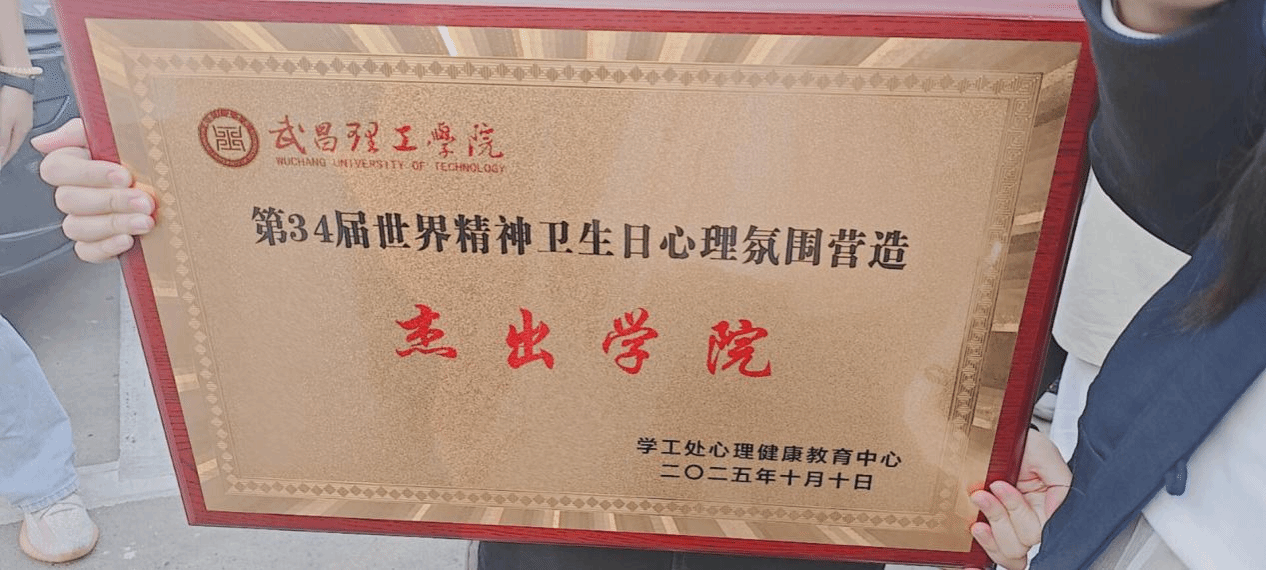 武昌理工學院
WUCHANG UNIVERSITY OF TECHNOLOGY
第34届世界精神卫生日心理氛围营造
杰出学院
学工处心理健康教育中心
二〇二五年十月十日